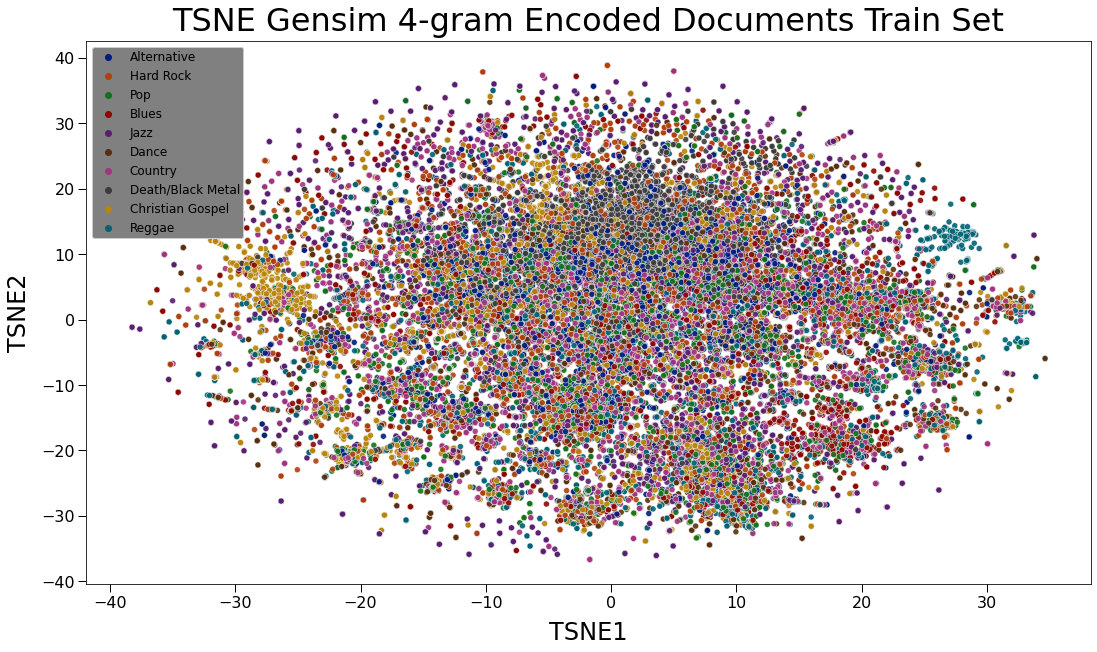 TSNE Gensim 4-gram Encoded Documents Train Set
40
30
20
10
0
−10
−20
−30
−40
TSNE2
Alternative
Hard Rock
Pop
Blues
Jazz
Dance
Country
Death/Black Metal
Christian Gospel
Reggae
−40 −30 −20 −10 0 10 20 30
TSNE1